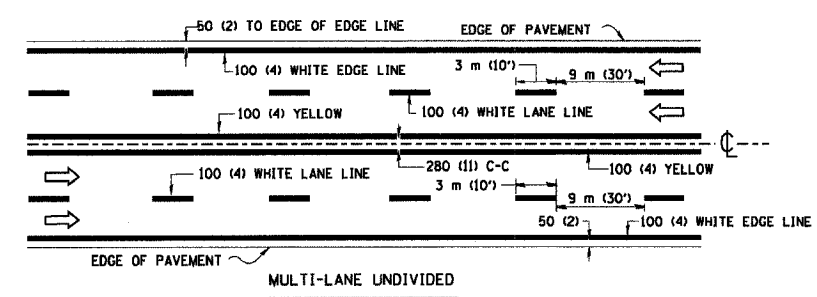 50 (2) TO EDGE OF EDGE LINE
EDGE OF PAVEMENT
100 (4) WHITE EDGE LINE
3 m (10')
9 m (30')
100 (4) YELLOW
100 (4) WHITE LANE LINE
℄
100 (4) WHITE LANE LINE
280 (11) C-C
100 (4) YELLOW
3 m (10')
9 m (30')
50 (2)
100 (4) WHITE EDGE LINE
EDGE OF PAVEMENT
MULTI-LANE UNDIVIDED